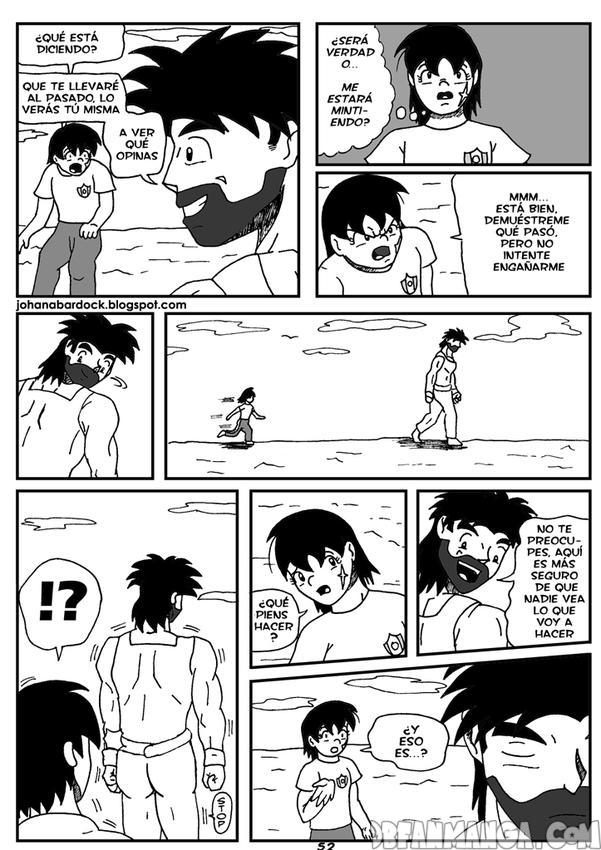 ¿QUÉ ESTÁ
DICIENDO?
QUE TE LLEVARÉ
AL PASADO, LO
VERÁS TÚ MISMA
A VER
QUÉ
OPINAS
¿SERÁ
VERDAD
O...
ME
ESTARÁ
MINTI-
ENDO?
MMM...
ESTÁ BIEN,
DEMUÉSTREME
QUÉ PASÓ,
PERO NO
INTENTE
ENGAÑARME
johanabardock.blogspot.com
!?
STOP
¿QUÉ
PIENS
HACER
?
NO TE
PREOCU-
PES, AQUÍ
ES MÁS
SEGURO
DE QUE
NADIE VEA
LO QUE
VOY A
HACER
¿Y
ESO
ES...?
52
DBFANMANGA.COM